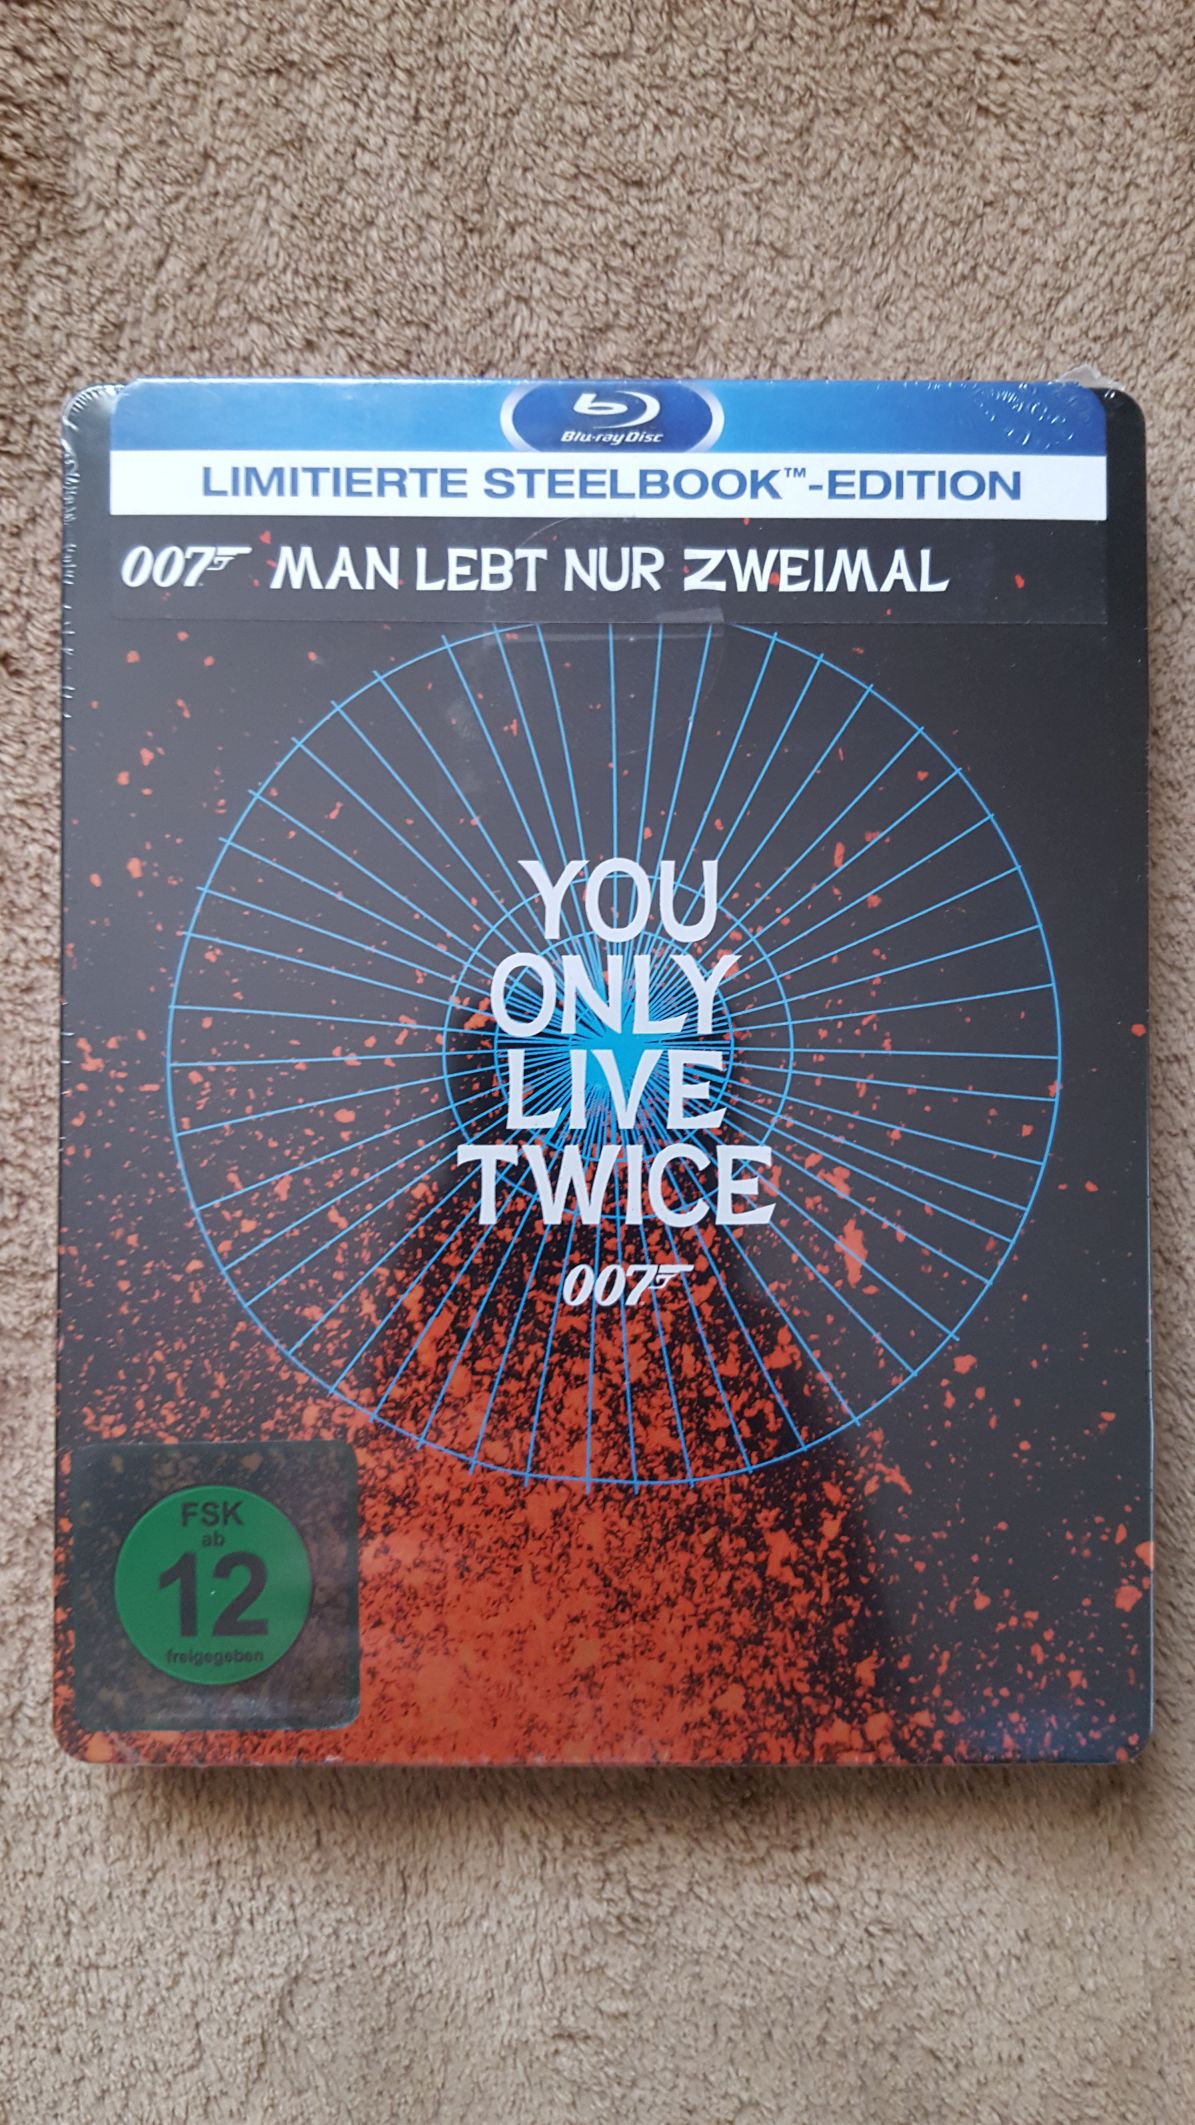 Blu-ray Disc
LIMITIERTE STEELBOOK™-EDITION
007 MAN LEBT NUR ZWEIMAL
YOU
ONLY
LIVE
TWICE
007
FSK
ab
12
freigegeben